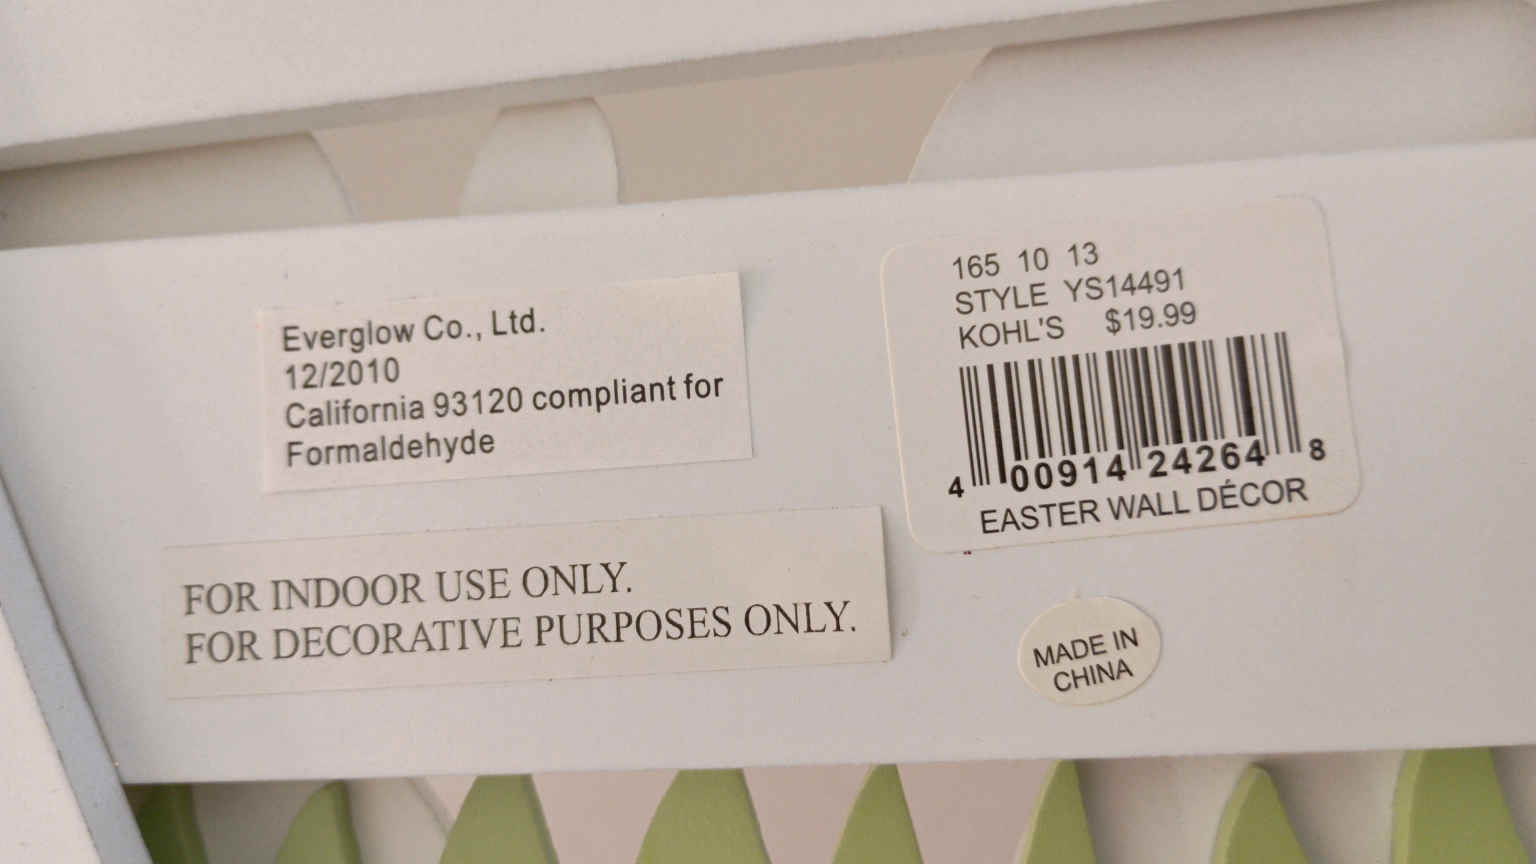 Everglow Co., Ltd.
12/2010
California 93120 compliant for
Formaldehyde
FOR INDOOR USE ONLY.
FOR DECORATIVE PURPOSES ONLY.
165 10 13
STYLE YS14491
KOHL'S $19.99
4 00914 24264 8
EASTER WALL DÉCOR
MADE IN
CHINA